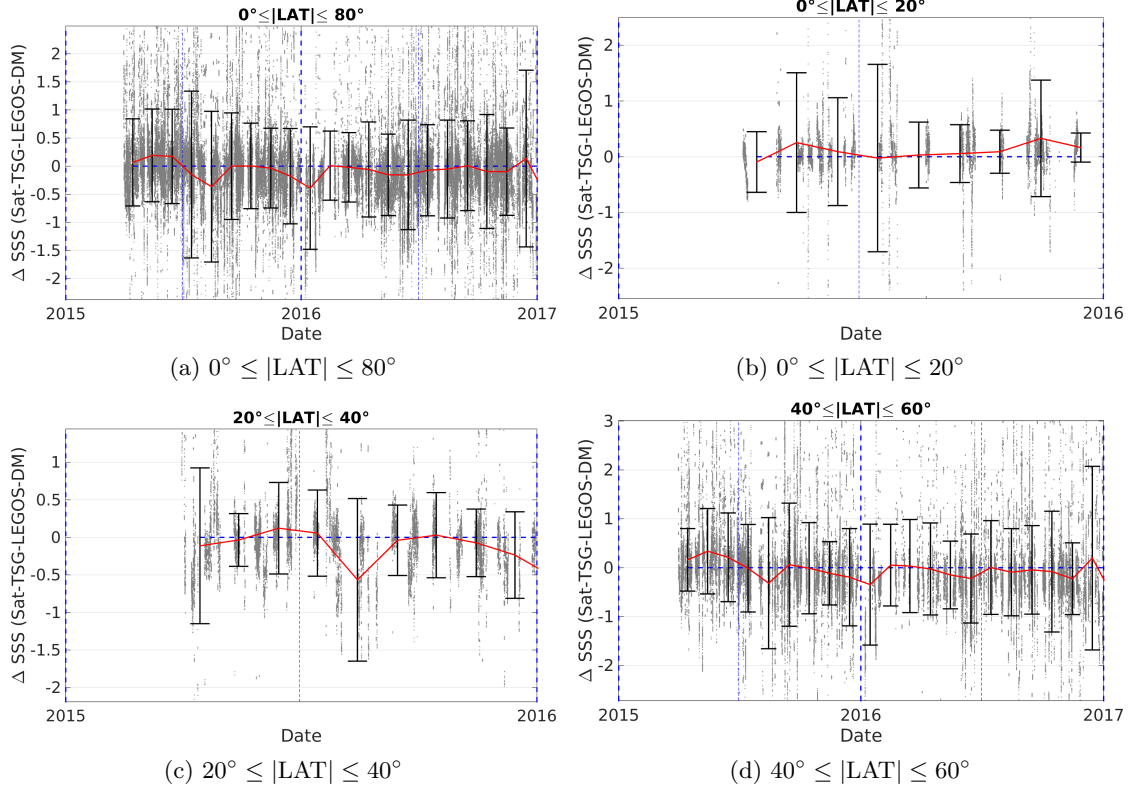 0°≤|LAT|≤ 80°
Δ SSS (Sat-TSG-LEGOS-DM)
2
1.5
1
0.5
0
-0.5
-1
-1.5
-2
2015
2016
2017
Date
(a) 0° ≤ |LAT| ≤ 80°
0°≤|LAT|≤ 20°
Δ SSS (Sat-TSG-LEGOS-DM)
2
1
0
-1
-2
2015
2016
Date
(b) 0° ≤ |LAT| ≤ 20°
20°≤|LAT|≤ 40°
Δ SSS (Sat-TSG-LEGOS-DM)
1
0.5
0
-0.5
-1
-1.5
-2
2015
2016
Date
(c) 20° ≤ |LAT| ≤ 40°
40°≤|LAT|≤ 60°
Δ SSS (Sat-TSG-LEGOS-DM)
3
2
1
0
-1
-2
2015
2016
2017
Date
(d) 40° ≤ |LAT| ≤ 60°